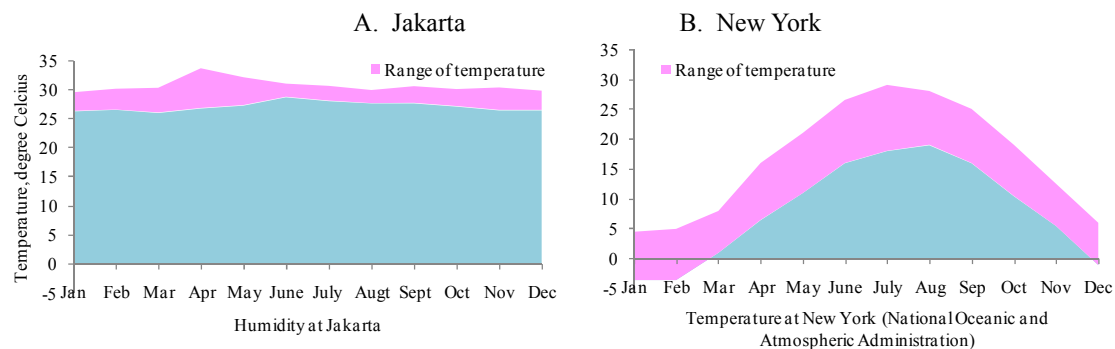 A. Jakarta
Temperature, degree Celcius
35
30
25
20
15
10
5
0
-5
Range of temperature
Jan Feb Mar Apr May June July Augt Sept Oct Nov Dec
Humidity at Jakarta
B. New York
35
30
25
20
15
10
5
0
-5
Range of temperature
Jan Feb Mar Apr May June July Aug Sep Oct Nov Dec
Temperature at New York (National Oceanic and
Atmospheric Administration)